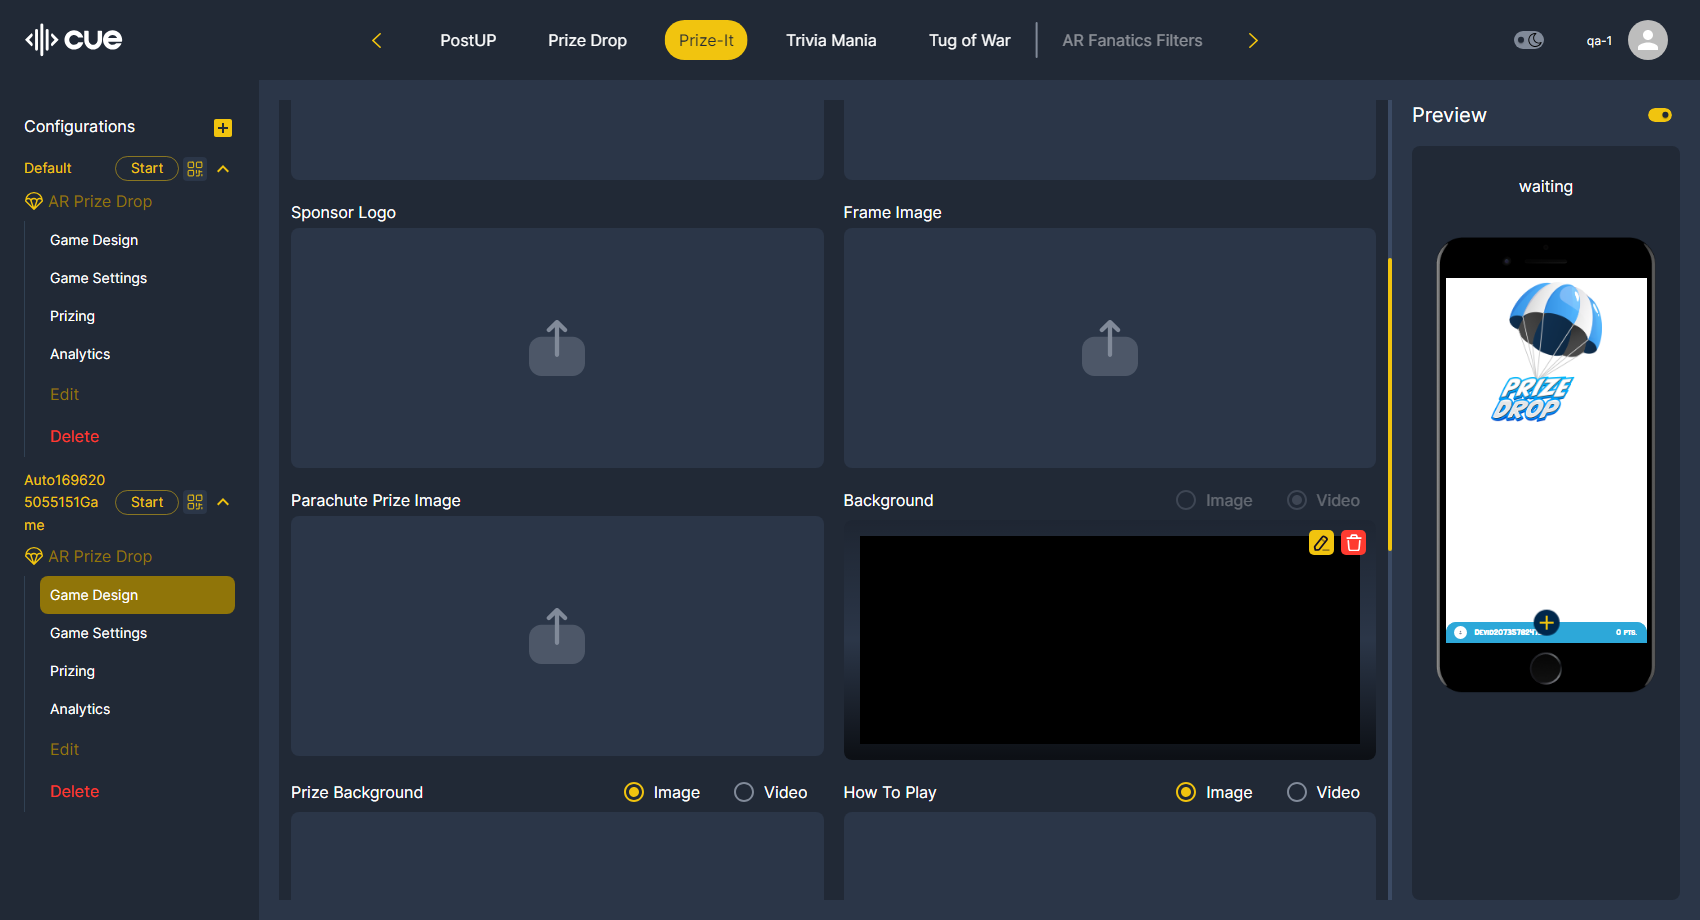 cue
PostUP
Prize Drop
Prize-It
Trivia Mania
Tug of War
AR Fanatics Filters
qa-1
Configurations
Default
Start
AR Prize Drop
Game Design
Game Settings
Prizing
Analytics
Edit
Delete
Auto169620
5055151Ga
me
Start
AR Prize Drop
Game Design
Game Settings
Prizing
Analytics
Edit
Delete
Sponsor Logo
Frame Image
Parachute Prize Image
Background
Image
Video
Prize Background
Image
Video
How To Play
Image
Video
Preview
waiting
PRIZE
DROP
0 PTS.